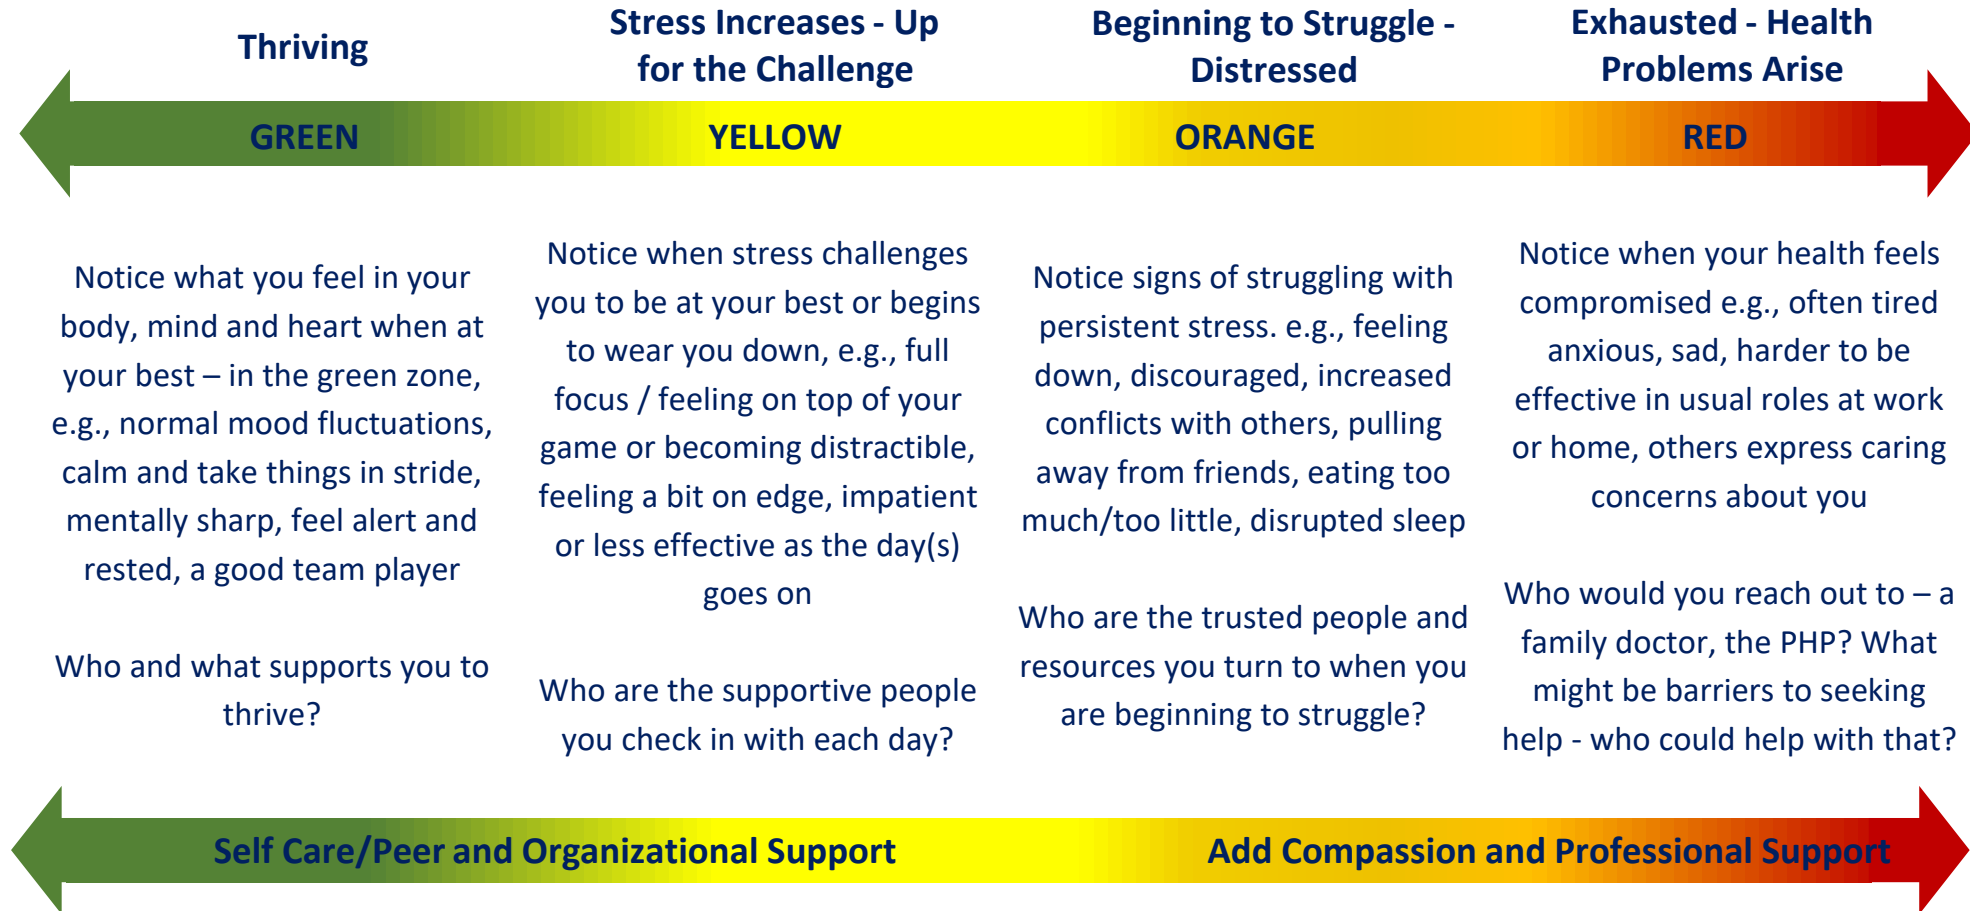 Thriving
Stress Increases - Up
for the Challenge
Beginning to Struggle -
Distressed
Exhausted - Health
Problems Arise
GREEN
YELLOW
ORANGE
RED
Notice what you feel in your
body, mind and heart when at
your best – in the green zone,
e.g., normal mood fluctuations,
calm and take things in stride,
mentally sharp, feel alert and
rested, a good team player
Who and what supports you to
thrive?
Notice when stress challenges
you to be at your best or begins
to wear you down, e.g., full
focus / feeling on top of your
game or becoming distractible,
feeling a bit on edge, impatient
or less effective as the day(s)
goes on
Who are the supportive people
you check in with each day?
Notice signs of struggling with
persistent stress. e.g., feeling
down, discouraged, increased
conflicts with others, pulling
away from friends, eating too
much/too little, disrupted sleep
Who are the trusted people and
resources you turn to when you
are beginning to struggle?
Notice when your health feels
compromised e.g., often tired
anxious, sad, harder to be
effective in usual roles at work
or home, others express caring
concerns about you
Who would you reach out to – a
family doctor, the PHP? What
might be barriers to seeking
help - who could help with that?
Self Care/Peer and Organizational Support
Add Compassion and Professional Support